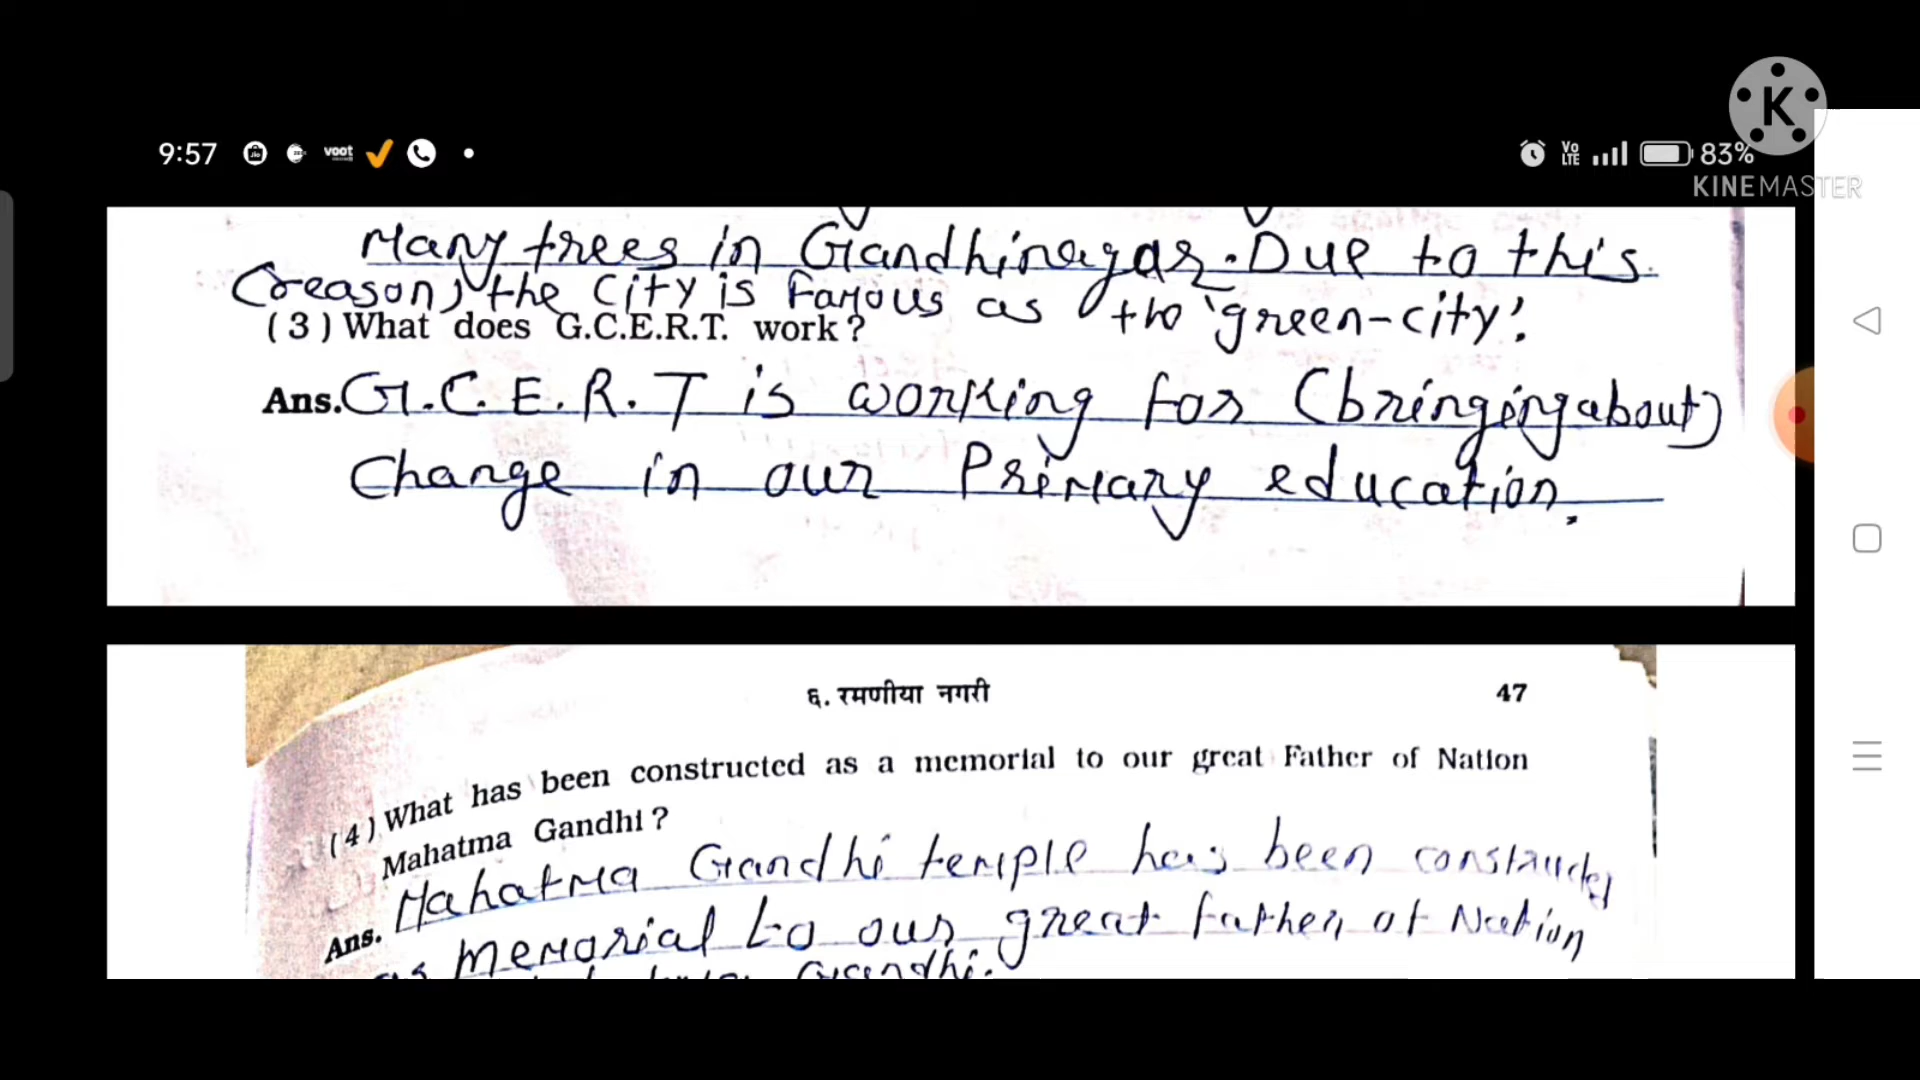 9:57 voot 83%
K
KINEMASTER
Many trees in Gandhinagar. Due to this
(reason, the city is famous as the 'green-city'.
( 3 ) What does G.C.E.R.T. work ?
Ans. G.C.E.R.T is working for (bringing about)
Change in our Primary education.
६. रमणीया नगरी 47
( 4 ) What has been constructed as a memorial to our great Father of Nation
Mahatma Gandhi ?
Ans. Mahatma Gandhi temple has been constructed
as memorial to our great father of Nation
Gandhi.